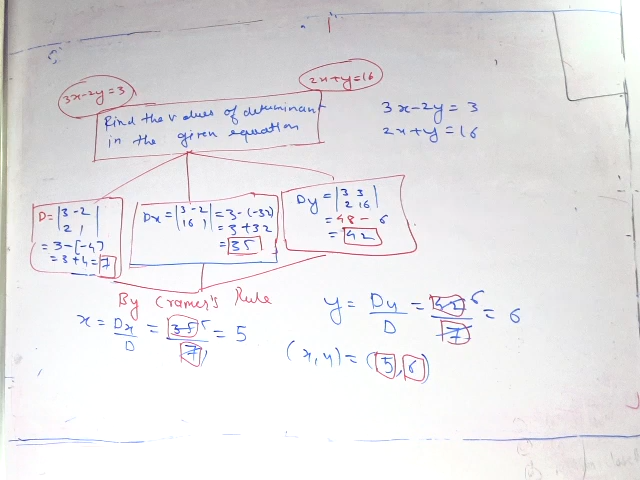 3x-2y=3
2x+y=16
Find the values of determinant
in the given equation
3x-2y = 3
2x+y = 16
D = |3 -2
2 1|
= 3-(-4)
= 3+4 = 7
Dx = |3 -2
16 1| = 3-(-32)
= 3+32
= 35
Dy = |3 3
2 16|
= 48 - 6
= 42
By Cramer's Rule
x = Dx/D = 35/7 = 5
y = Dy/D = 42/7 = 6
(x,y) = (5,6)